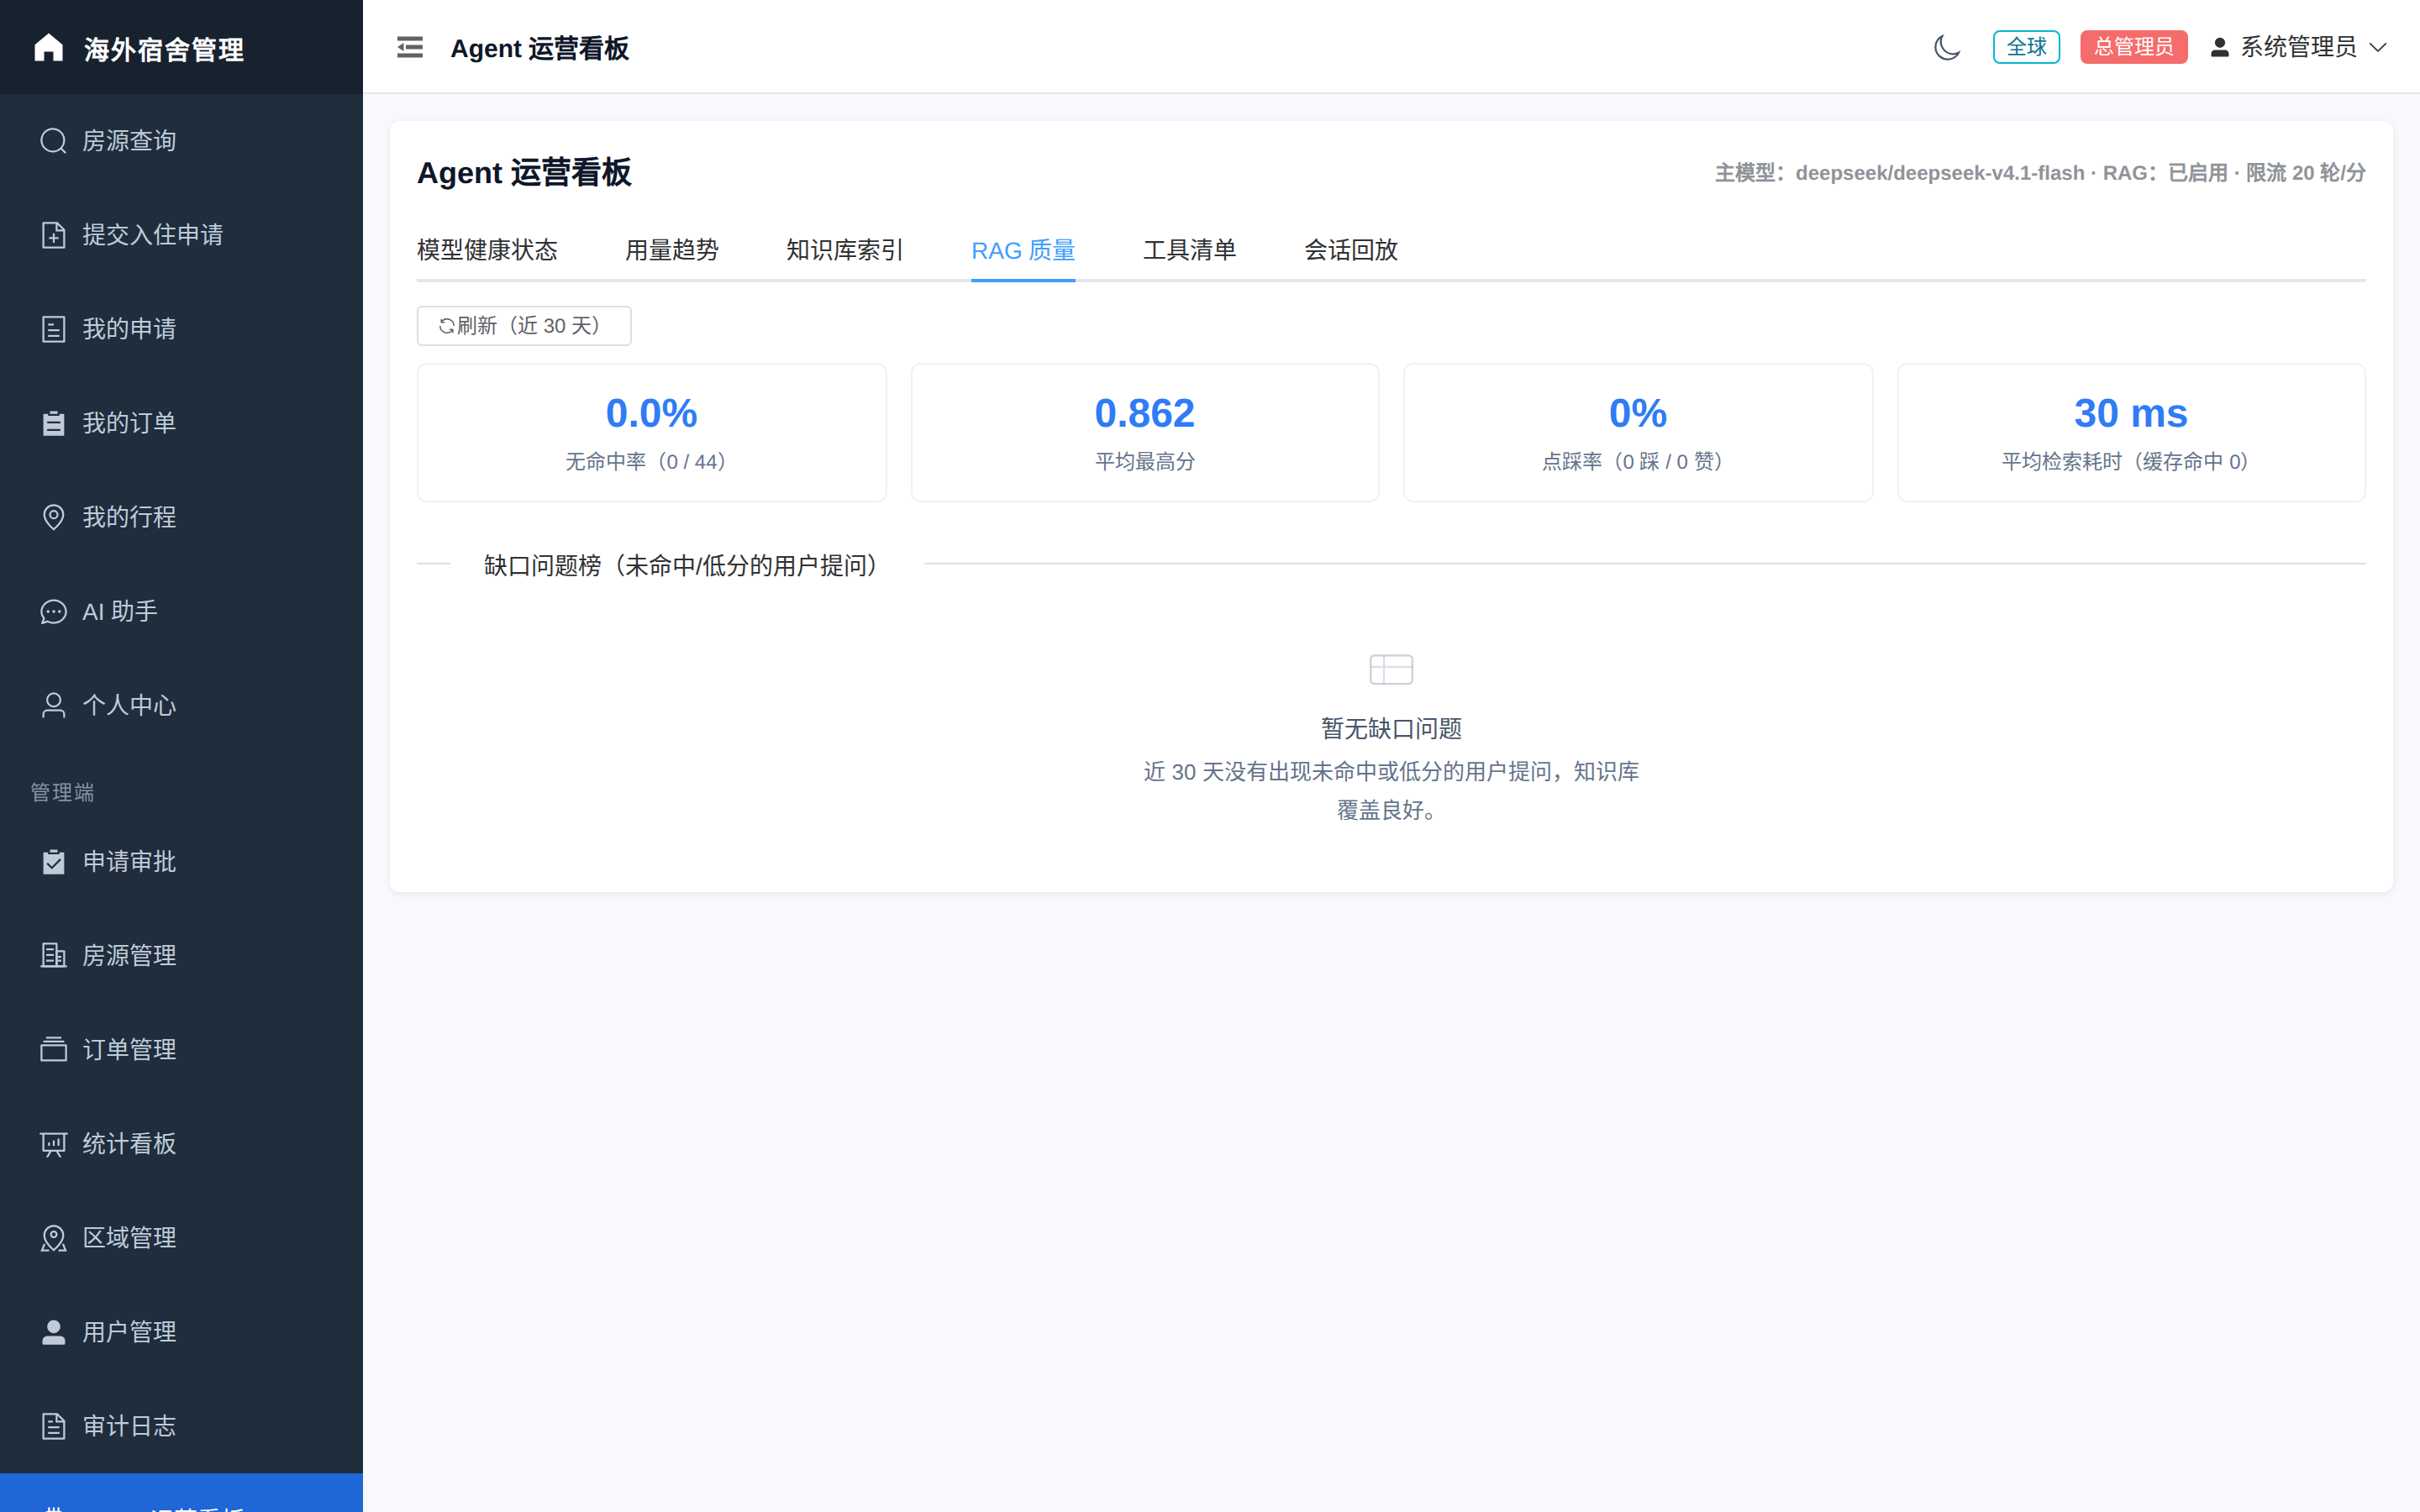 海外宿舍管理
房源查询
提交入住申请
我的申请
我的订单
我的行程
AI 助手
个人中心
管理端
申请审批
房源管理
订单管理
统计看板
区域管理
用户管理
审计日志
Agent 运营看板
全球
总管理员
系统管理员
Agent 运营看板
主模型：deepseek/deepseek-v4.1-flash · RAG：已启用 · 限流 20 轮/分
模型健康状态
用量趋势
知识库索引
RAG 质量
工具清单
会话回放
刷新（近 30 天）
0.0%
无命中率（0 / 44）
0.862
平均最高分
0%
点踩率（0 踩 / 0 赞）
30 ms
平均检索耗时（缓存命中 0）
缺口问题榜（未命中/低分的用户提问）
暂无缺口问题
近 30 天没有出现未命中或低分的用户提问，知识库
覆盖良好。